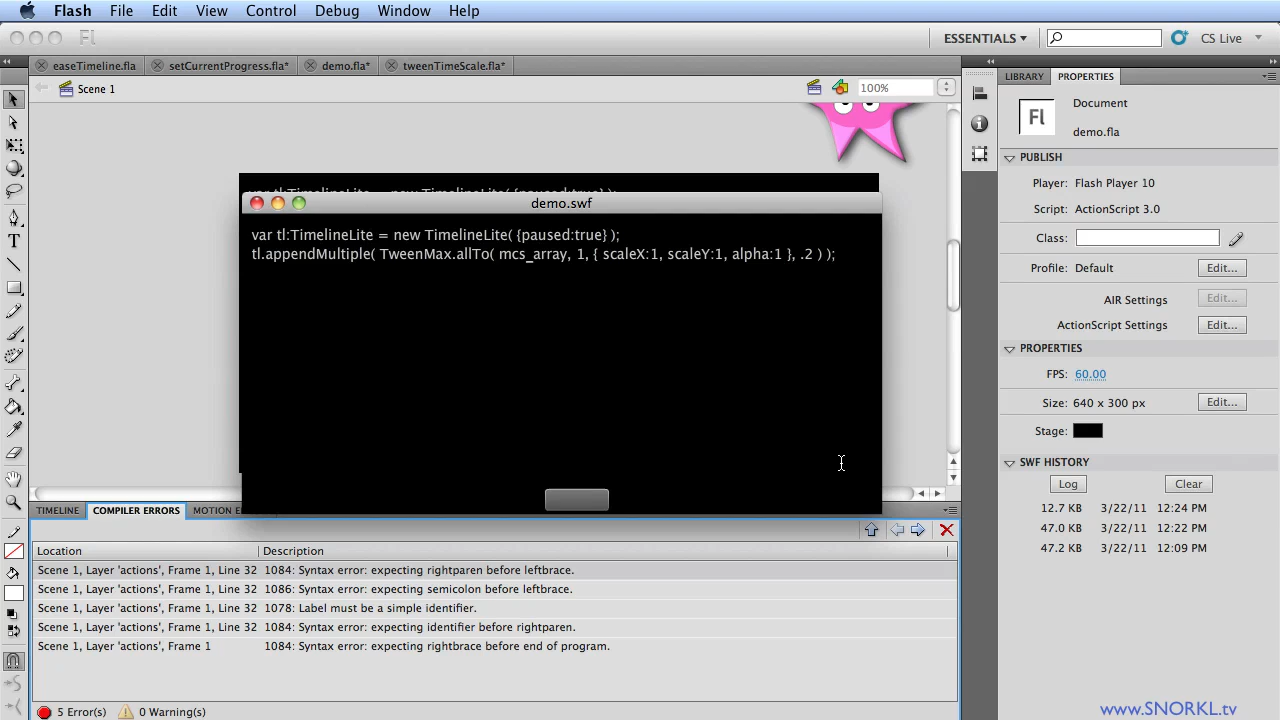 Flash File Edit View Control Debug Window Help
Fl ESSENTIALS CS Live
easeTimeline.fla setCurrentProgress.fla* demo.fla* tweenTimeScale.fla*
LIBRARY PROPERTIES
Scene 1 100%
Fl Document
demo.fla
PUBLISH
Player: Flash Player 10
Script: ActionScript 3.0
Class:
Profile: Default
AIR Settings Edit...
ActionScript Settings Edit...
PROPERTIES
FPS: 60.00
Size: 640 x 300 px Edit...
Stage:
SWF HISTORY
Log Clear
12.7 KB 3/22/11 12:24 PM
47.0 KB 3/22/11 12:22 PM
47.2 KB 3/22/11 12:09 PM
var tl:TimelineLite = new TimelineLite( {paused:true} );
demo.swf
var tl:TimelineLite = new TimelineLite( {paused:true} );
tl.appendMultiple( TweenMax.allTo( mcs_array, 1, { scaleX:1, scaleY:1, alpha:1 }, .2 ) );
TIMELINE COMPILER ERRORS MOTION
Location Description
Scene 1, Layer 'actions', Frame 1, Line 32 1084: Syntax error: expecting rightparen before leftbrace.
Scene 1, Layer 'actions', Frame 1, Line 32 1086: Syntax error: expecting semicolon before leftbrace.
Scene 1, Layer 'actions', Frame 1, Line 32 1078: Label must be a simple identifier.
Scene 1, Layer 'actions', Frame 1, Line 32 1084: Syntax error: expecting identifier before rightparen.
Scene 1, Layer 'actions', Frame 1 1084: Syntax error: expecting rightbrace before end of program.
5 Error(s) 0 Warning(s)
www.SNORKL.tv